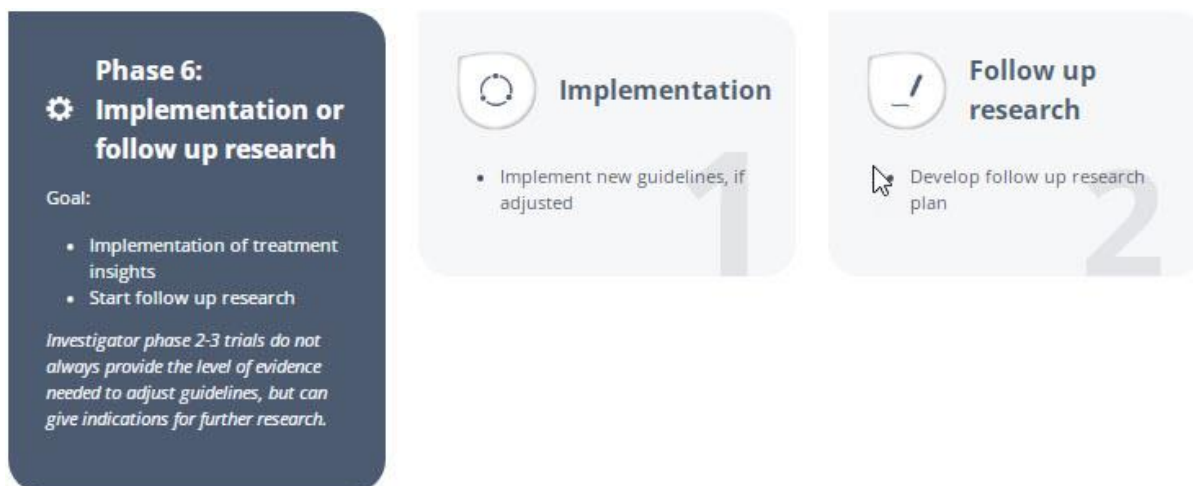 Phase 6:
Implementation or
follow up research
Goal:
• Implementation of treatment
insights
• Start follow up research
Investigator phase 2-3 trials do not
always provide the level of evidence
needed to adjust guidelines, but can
give indications for further research.
Implementation
• Implement new guidelines, if
adjusted
1
Follow up
research
• Develop follow up research
plan
2